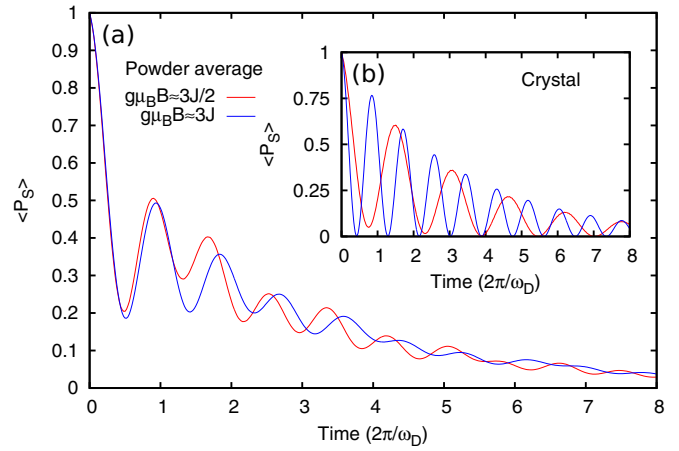 (a)
Powder average
gμ_BB≈3J/2
gμ_BB≈3J
<P_S>
1
0.9
0.8
0.7
0.6
0.5
0.4
0.3
0.2
0.1
0
0 1 2 3 4 5 6 7 8
Time (2π/ω_D)
(b)
Crystal
<P_S>
1
0.75
0.5
0.25
0
0 1 2 3 4 5 6 7 8
Time (2π/ω_D)